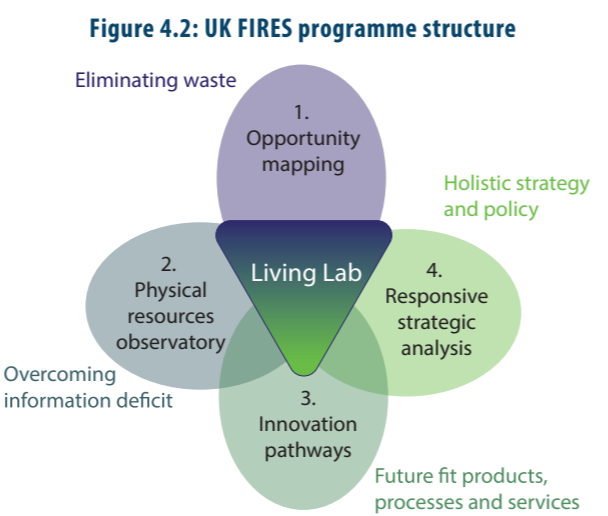 Figure 4.2: UK FIRES programme structure
Eliminating waste
1.
Opportunity
mapping
Holistic strategy
and policy
Living Lab
2.
Physical
resources
observatory
4.
Responsive
strategic
analysis
Overcoming
information deficit
3.
Innovation
pathways
Future fit products,
processes and services